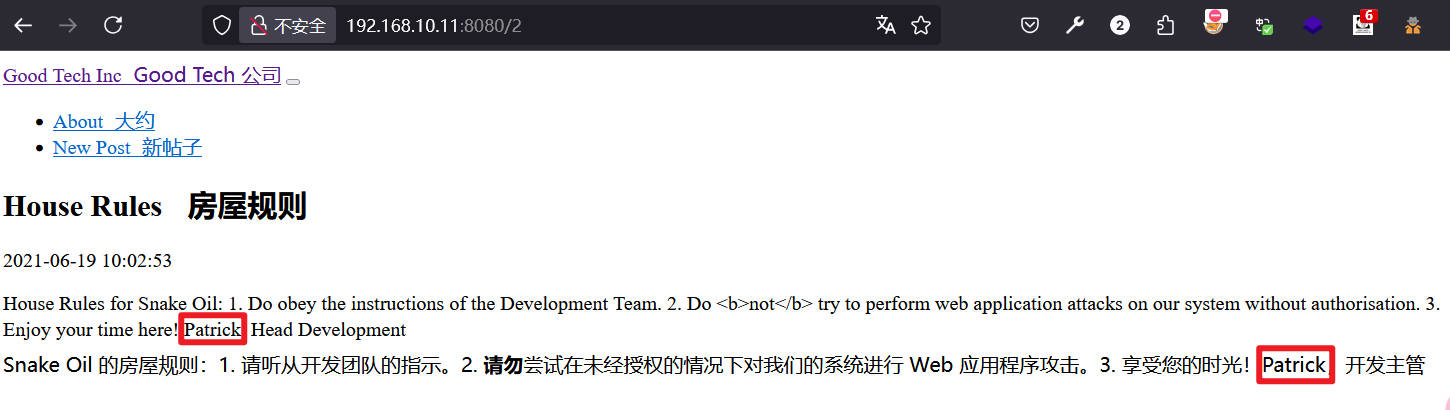 不安全 192.168.10.11:8080/2
2
6
Good Tech Inc Good Tech 公司
About 大约
New Post 新帖子
House Rules 房屋规则
2021-06-19 10:02:53
House Rules for Snake Oil: 1. Do obey the instructions of the Development Team. 2. Do <b>not</b> try to perform web application attacks on our system without authorisation. 3.
Enjoy your time here! Patrick Head Development
Snake Oil 的房屋规则：1. 请听从开发团队的指示。2. 请勿尝试在未经授权的情况下对我们的系统进行 Web 应用程序攻击。3. 享受您的时光！Patrick 开发主管